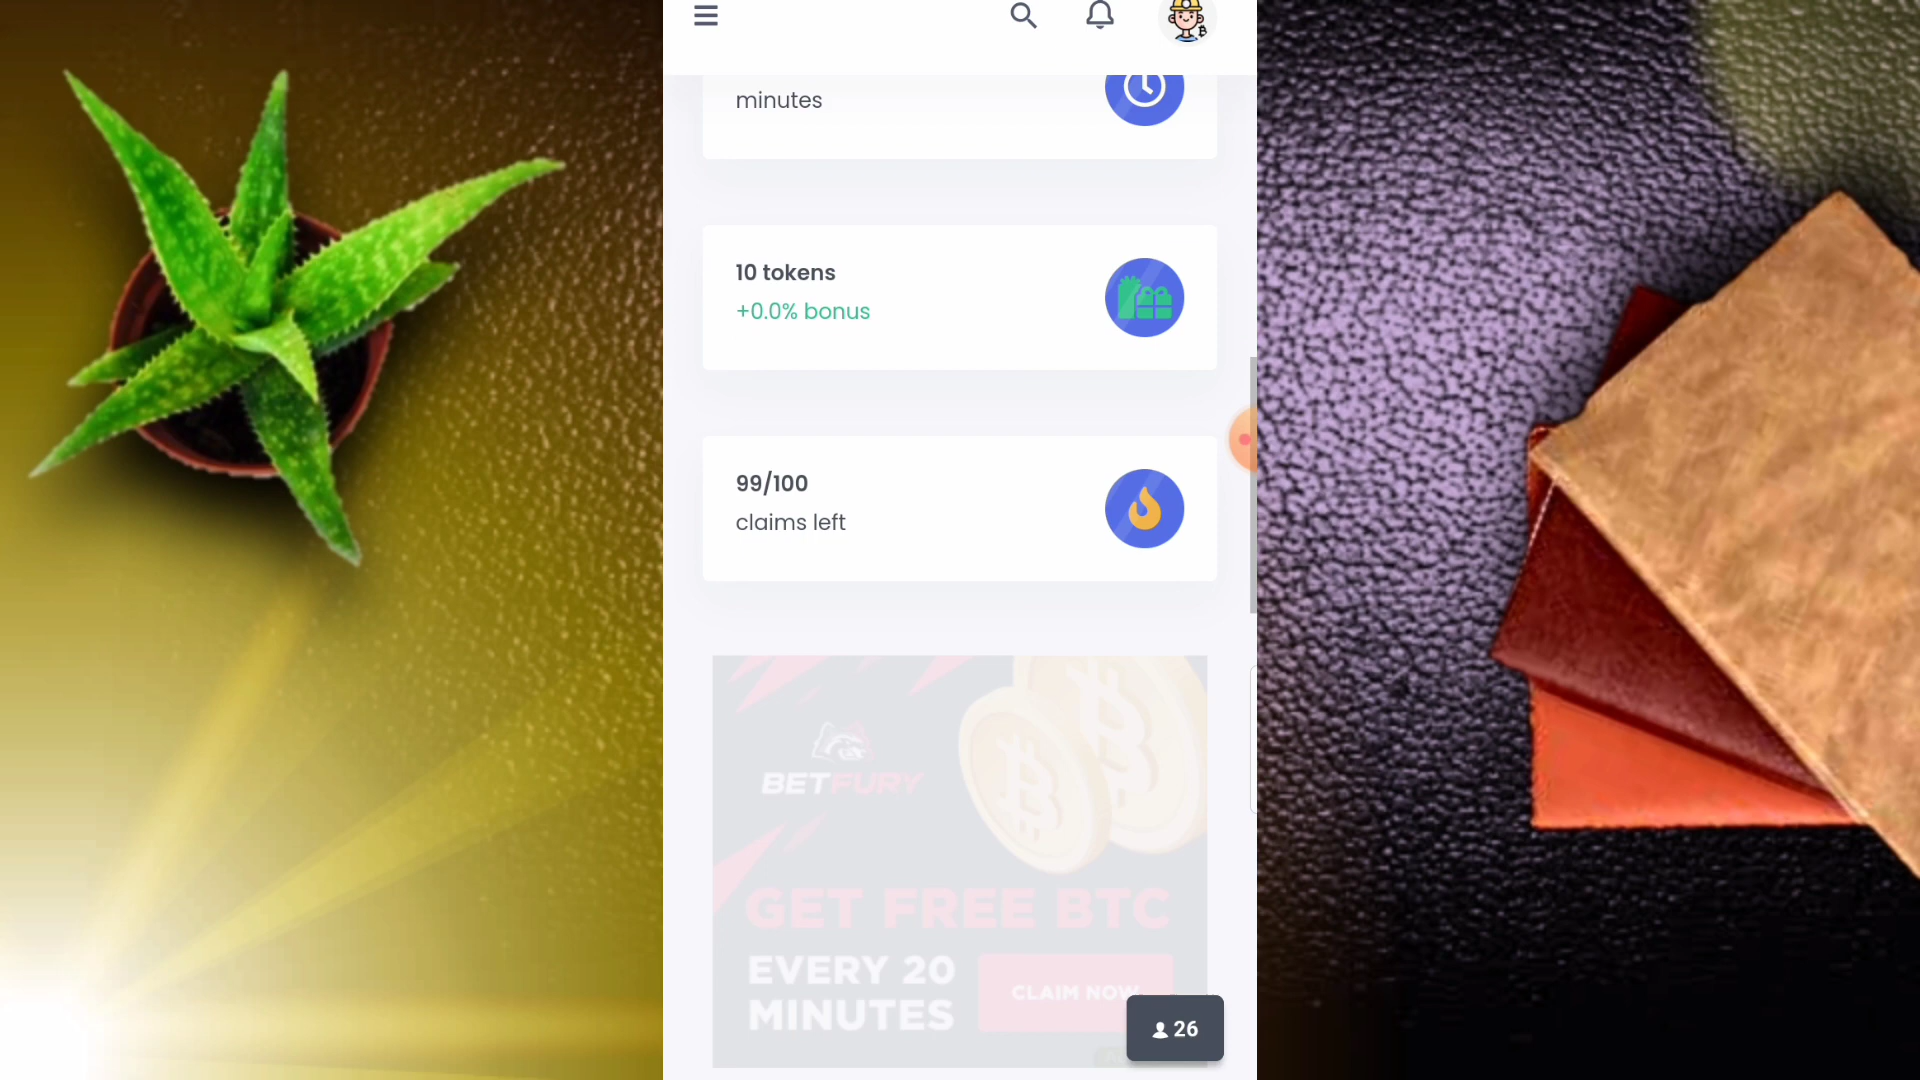 minutes
10 tokens
+0.0% bonus
99/100
claims left
BETFURY
GET FREE BTC
EVERY 20
MINUTES
CLAIM NOW
26